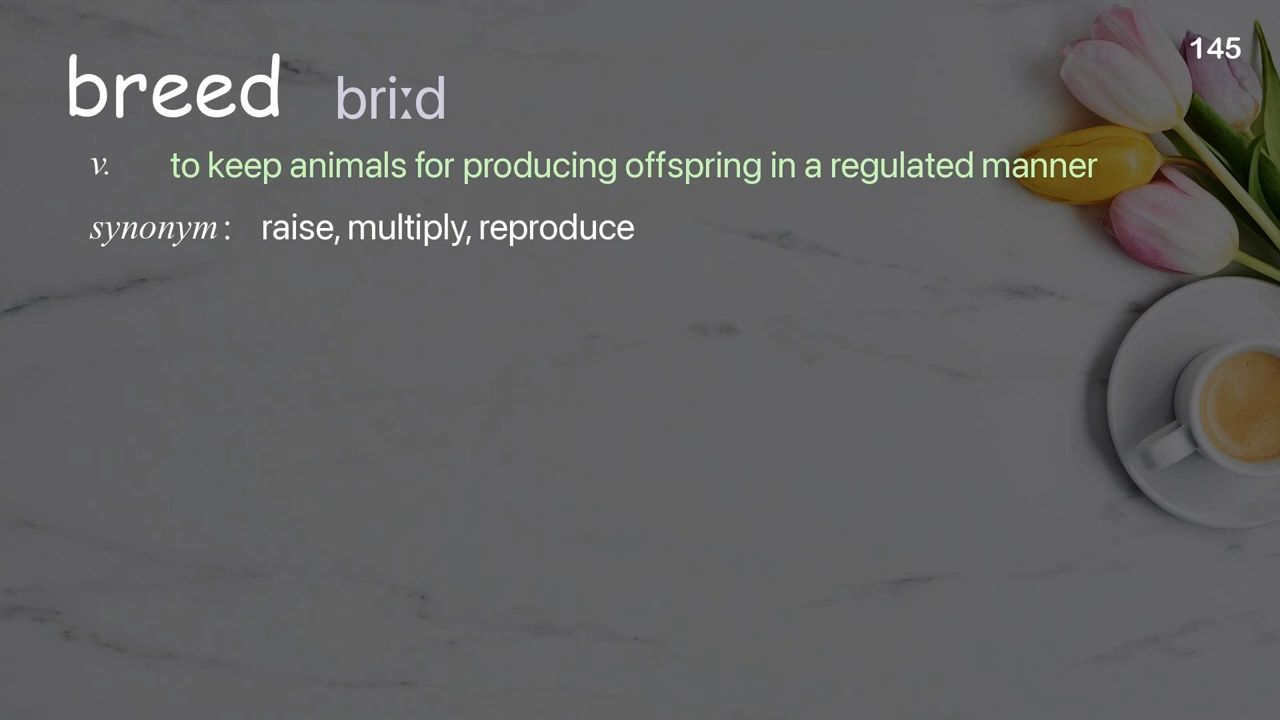 145
breed briːd
v. to keep animals for producing offspring in a regulated manner
synonym : raise, multiply, reproduce